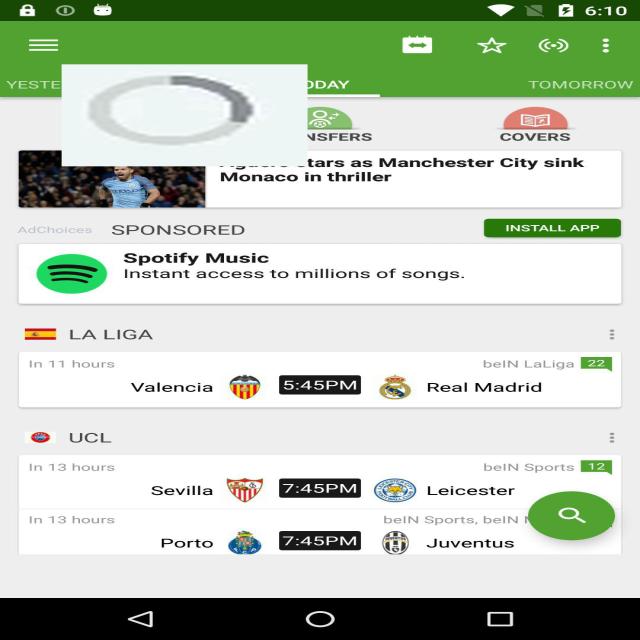 6:10
YESTE
ODAY
TOMORROW
NSFERS
COVERS
stars as Manchester City sink
Monaco in thriller
AdChoices
SPONSORED
INSTALL APP
Spotify Music
Instant access to millions of songs.
LA LIGA
In 11 hours
beIN LaLiga 22
Valencia 5:45PM Real Madrid
UCL
In 13 hours
beIN Sports 12
Sevilla 7:45PM Leicester
In 13 hours
beIN Sports, beIN
Porto 7:45PM Juventus